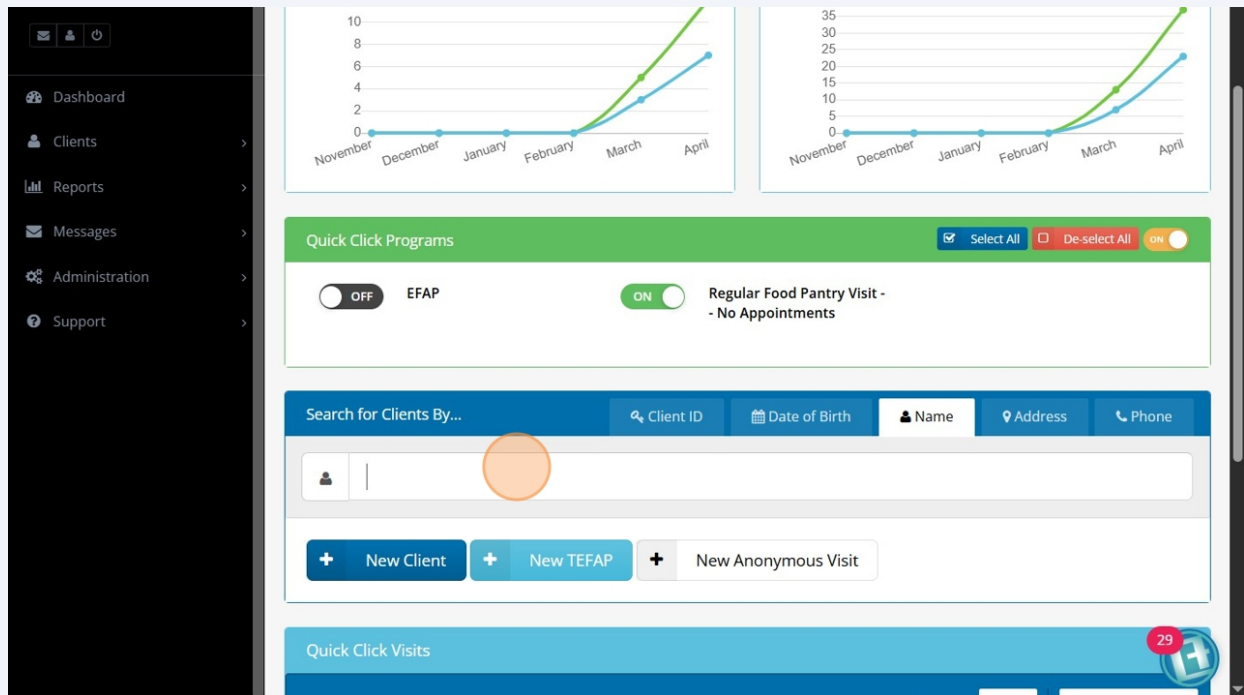 Dashboard
Clients
Reports
Messages
Administration
Support
10
8
6
4
2
0
November December January February March April
35
30
25
20
15
10
5
0
November December January February March April
Quick Click Programs
Select All
De-select All
ON
OFF EFAP
ON Regular Food Pantry Visit -
- No Appointments
Search for Clients By...
Client ID
Date of Birth
Name
Address
Phone
New Client
New TEFAP
New Anonymous Visit
Quick Click Visits
29